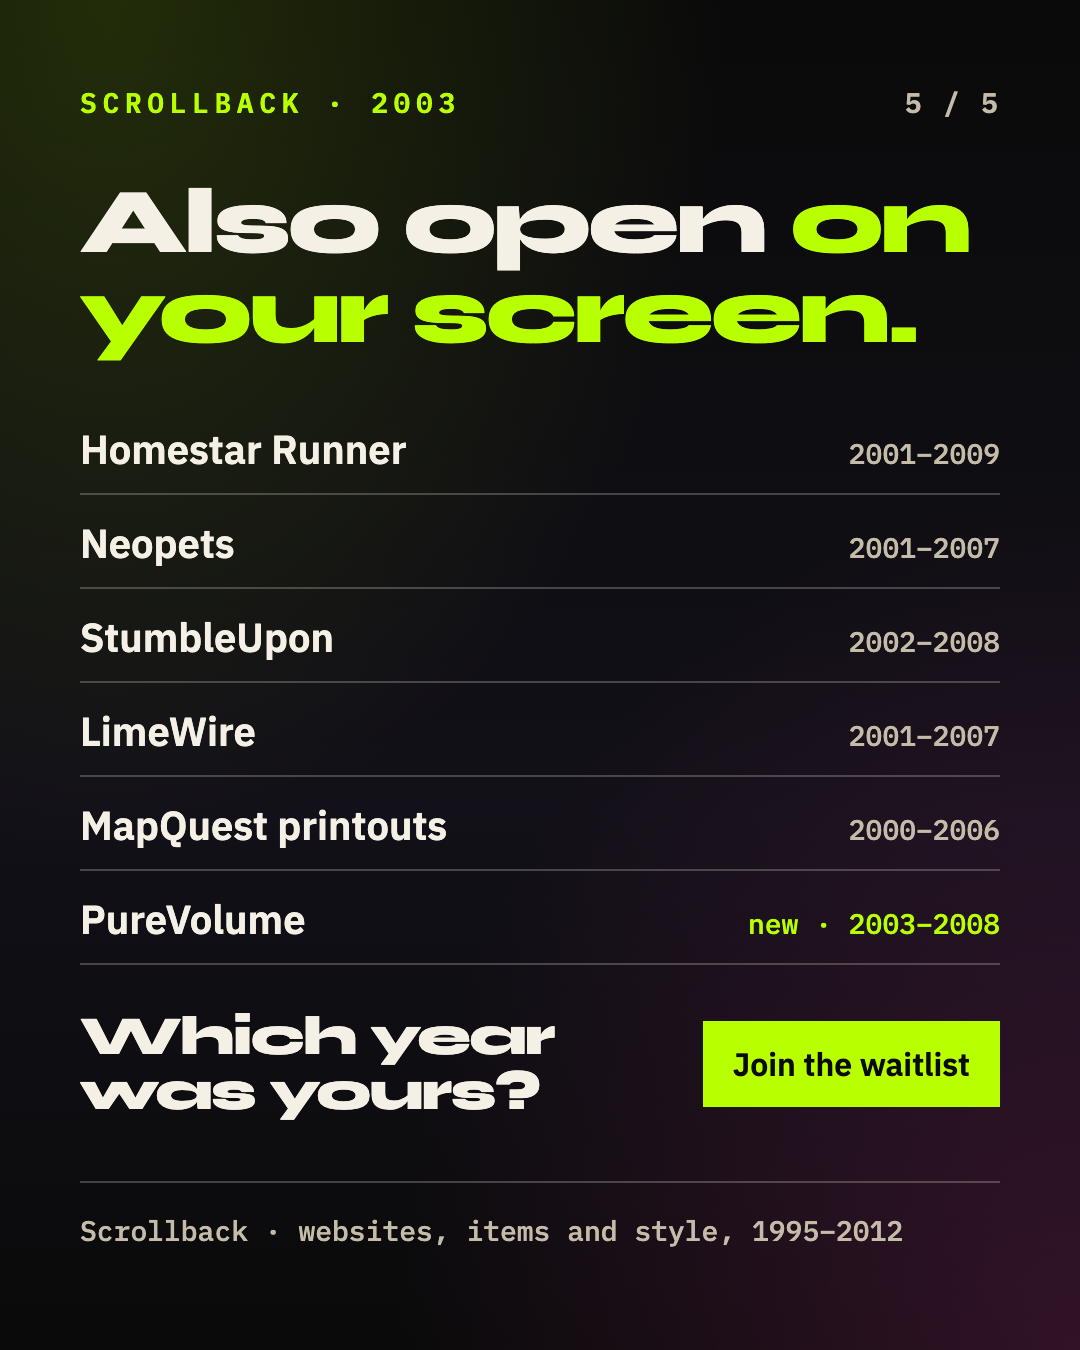 SCROLLBACK · 2003
5 / 5
Also open on
your screen.
Homestar Runner
2001–2009
Neopets
2001–2007
StumbleUpon
2002–2008
LimeWire
2001–2007
MapQuest printouts
2000–2006
PureVolume
new · 2003–2008
Which year
was yours?
Join the waitlist
Scrollback · websites, items and style, 1995–2012